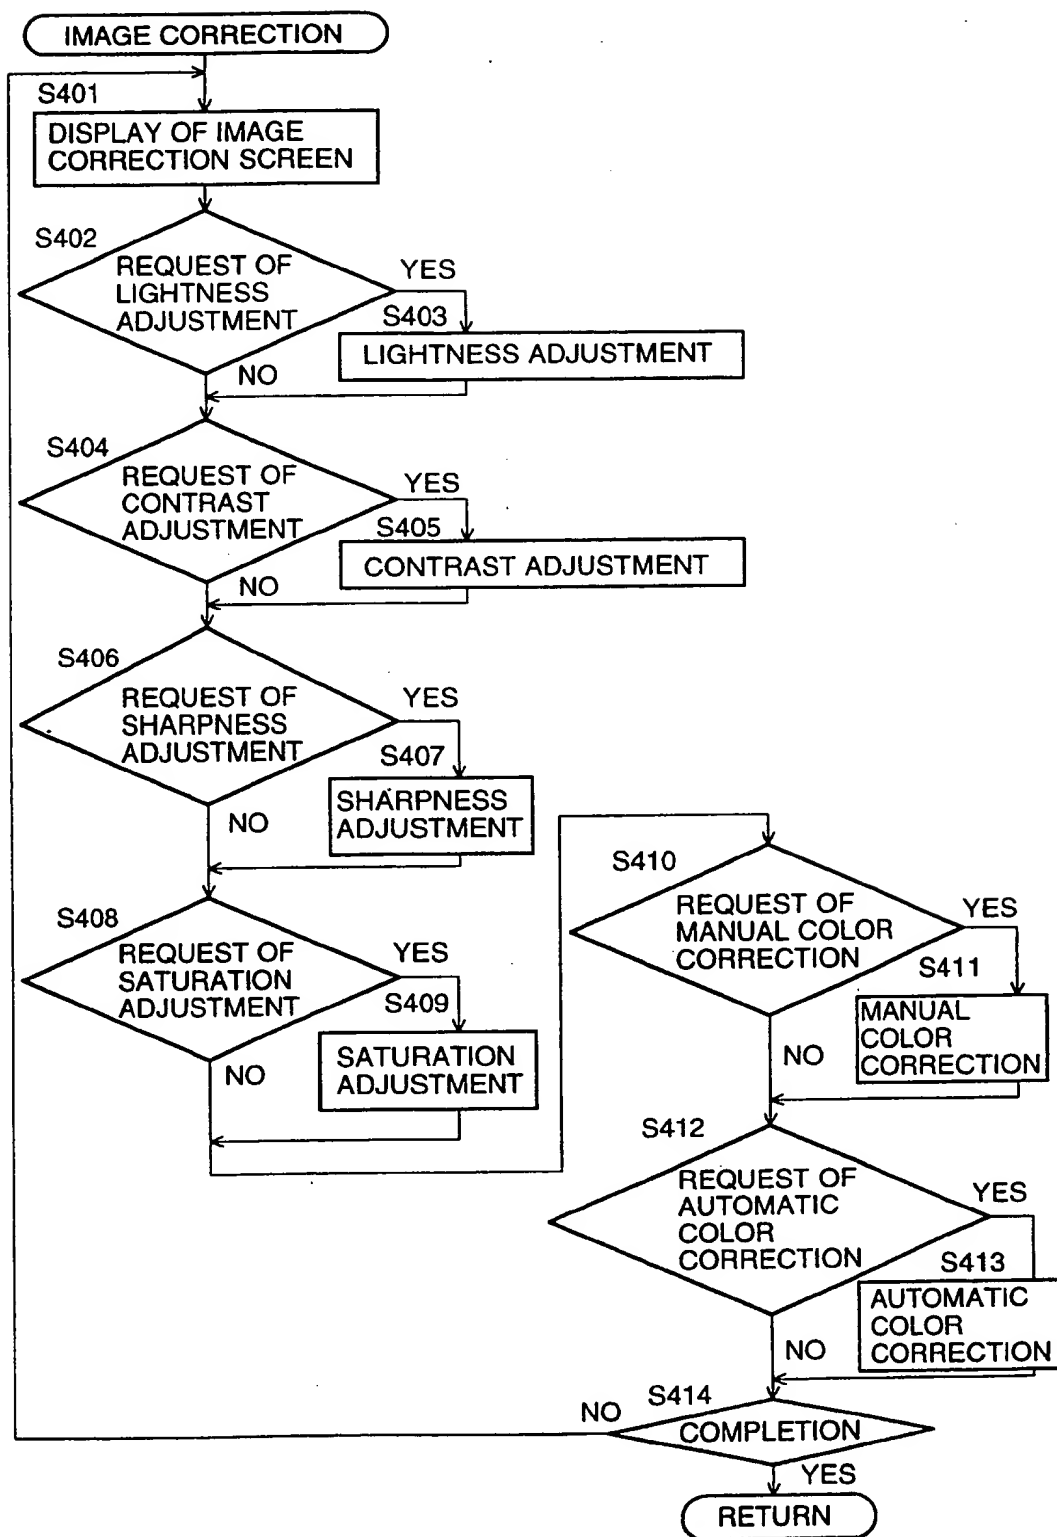 IMAGE CORRECTION
S401
DISPLAY OF IMAGE
CORRECTION SCREEN
S402
REQUEST OF
LIGHTNESS
ADJUSTMENT
YES
S403
LIGHTNESS ADJUSTMENT
NO
S404
REQUEST OF
CONTRAST
ADJUSTMENT
YES
S405
CONTRAST ADJUSTMENT
NO
S406
REQUEST OF
SHARPNESS
ADJUSTMENT
YES
S407
SHARPNESS
ADJUSTMENT
NO
S408
REQUEST OF
SATURATION
ADJUSTMENT
YES
S409
SATURATION
ADJUSTMENT
NO
S410
REQUEST OF
MANUAL COLOR
CORRECTION
YES
S411
MANUAL
COLOR
CORRECTION
NO
S412
REQUEST OF
AUTOMATIC
COLOR
CORRECTION
YES
S413
AUTOMATIC
COLOR
CORRECTION
NO
S414
COMPLETION
NO
YES
RETURN